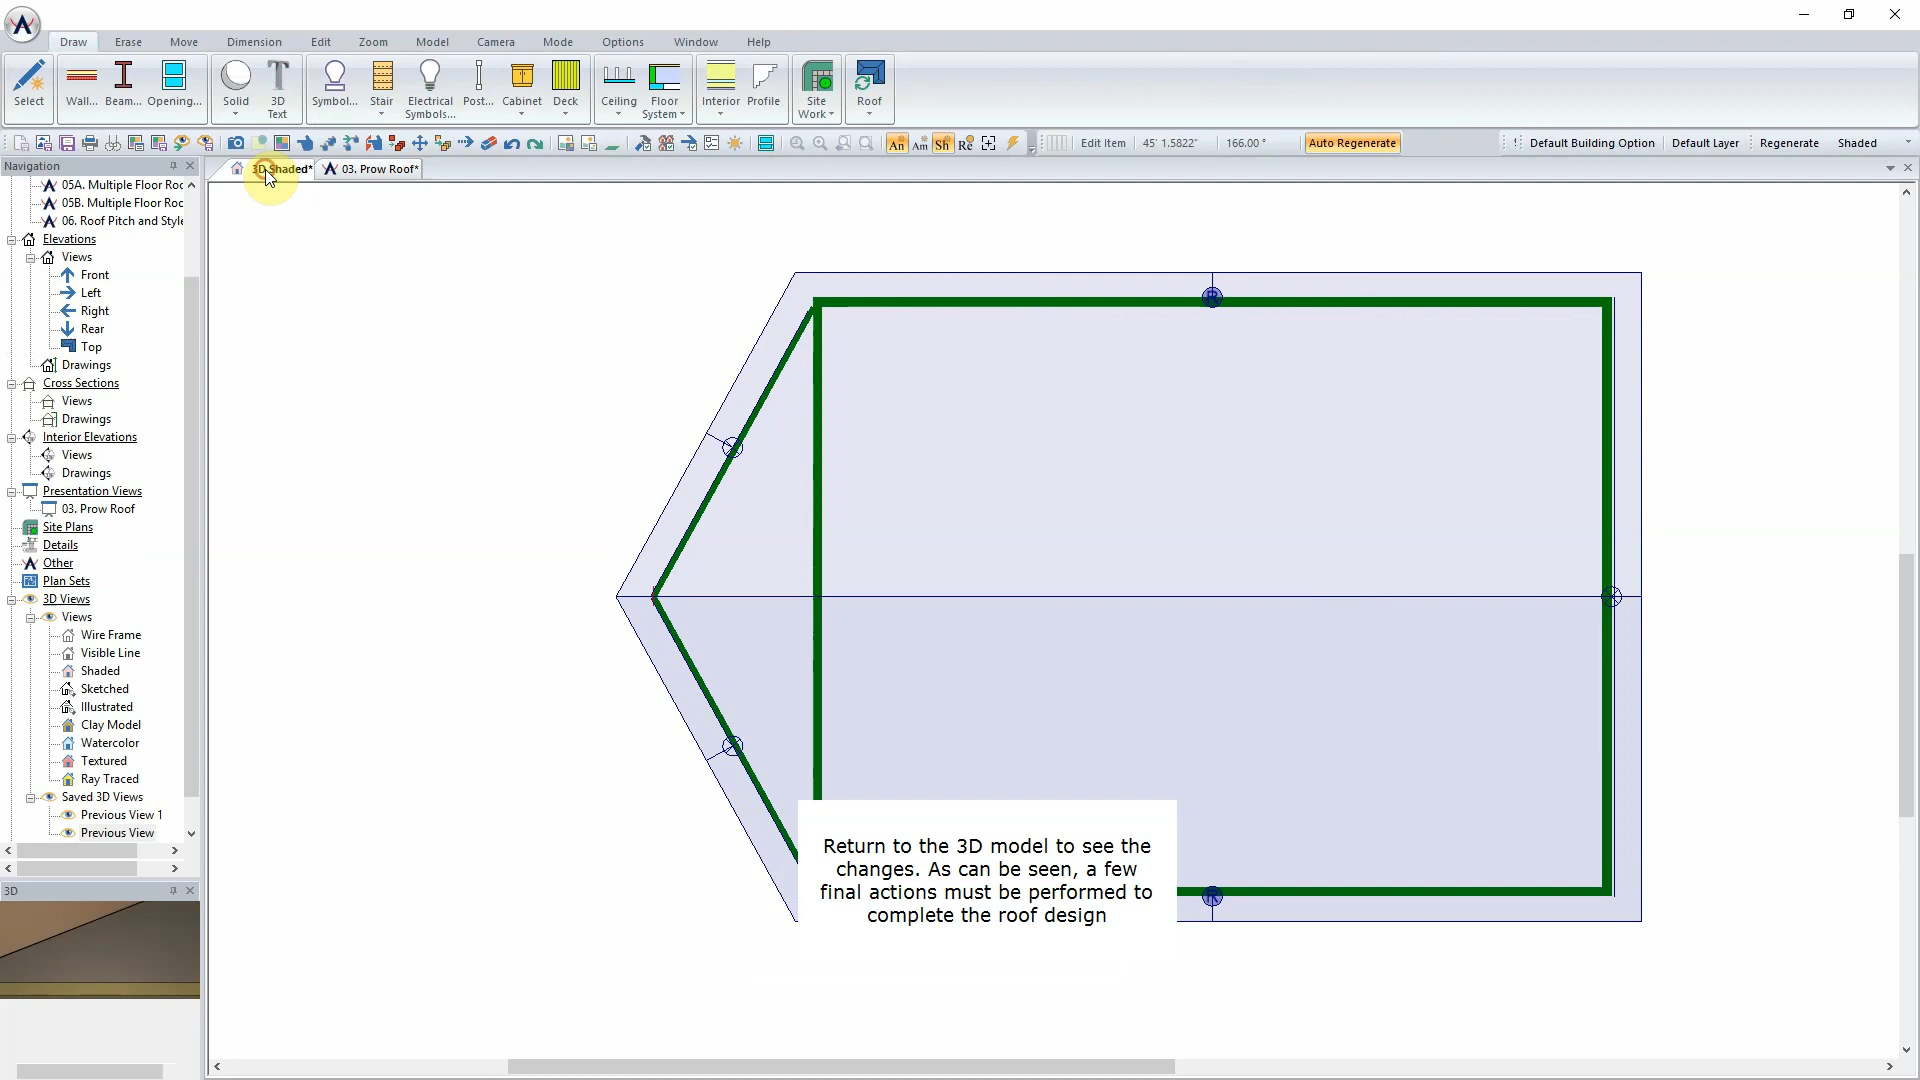 Draw Erase Move Dimension Edit Zoom Model Camera Mode Options Window Help
Select Wall... Beam... Opening... Solid 3D Text Symbol... Stair Electrical Symbols... Post... Cabinet Deck Ceiling Floor System Interior Profile Site Work Roof
An Am Sh Re Edit Item 45' 1.5822" 166.00 ° Auto Regenerate Default Building Option Default Layer Regenerate Shaded
Navigation
3D Shaded* 03. Prow Roof*
05A. Multiple Floor Roo
05B. Multiple Floor Roo
06. Roof Pitch and Style
Elevations
Views
Front
Left
Right
Rear
Top
Drawings
Cross Sections
Views
Drawings
Interior Elevations
Views
Drawings
Presentation Views
03. Prow Roof
Site Plans
Details
Other
Plan Sets
3D Views
Views
Wire Frame
Visible Line
Shaded
Sketched
Illustrated
Clay Model
Watercolor
Textured
Ray Traced
Saved 3D Views
Previous View 1
Previous View
3D
R
R
Return to the 3D model to see the
changes. As can be seen, a few
final actions must be performed to
complete the roof design